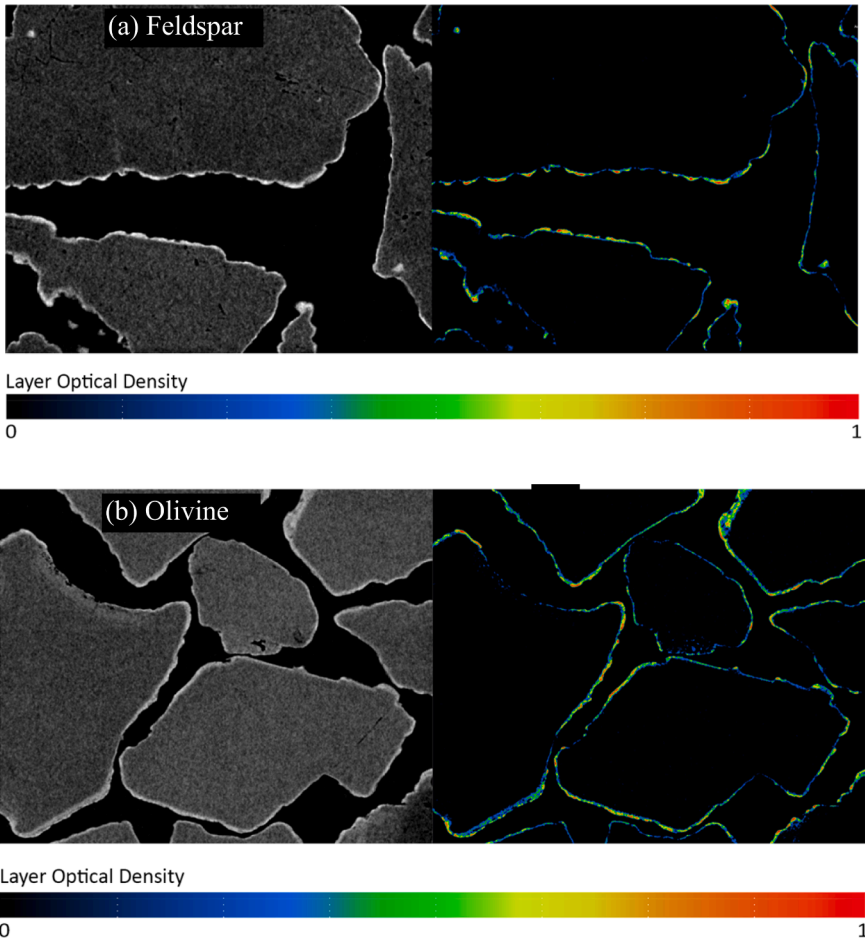 (a) Feldspar
Layer Optical Density
0 1
(b) Olivine
Layer Optical Density
0 1